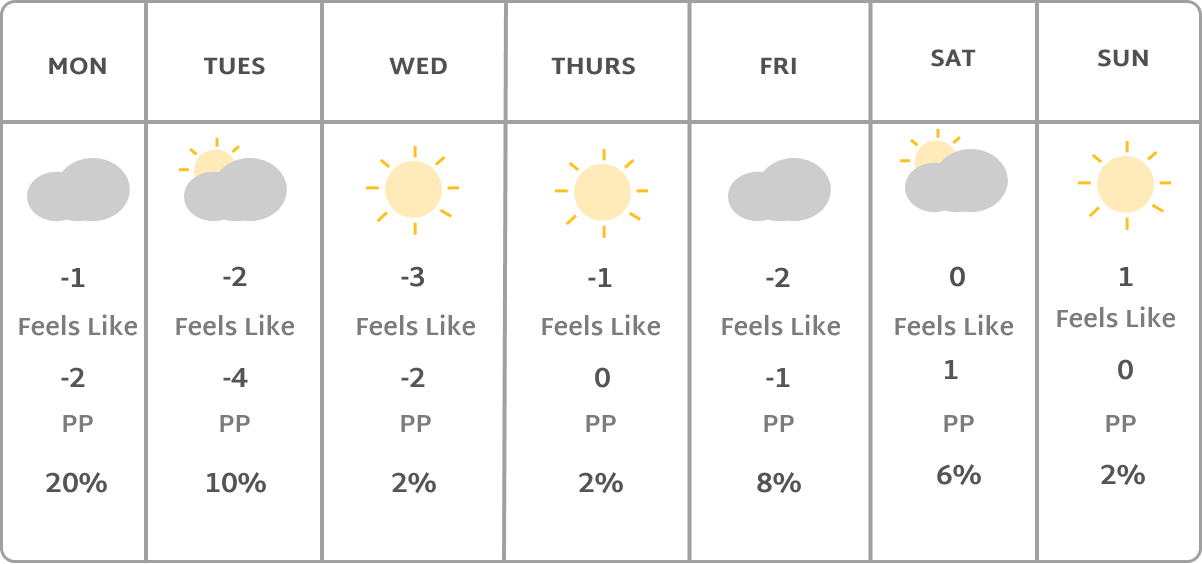 MON TUES WED THURS FRI SAT SUN
-1 -2 -3 -1 -2 0 1
Feels Like Feels Like Feels Like Feels Like Feels Like Feels Like Feels Like
-2 -4 -2 0 -1 1 0
PP PP PP PP PP PP PP
20% 10% 2% 2% 8% 6% 2%